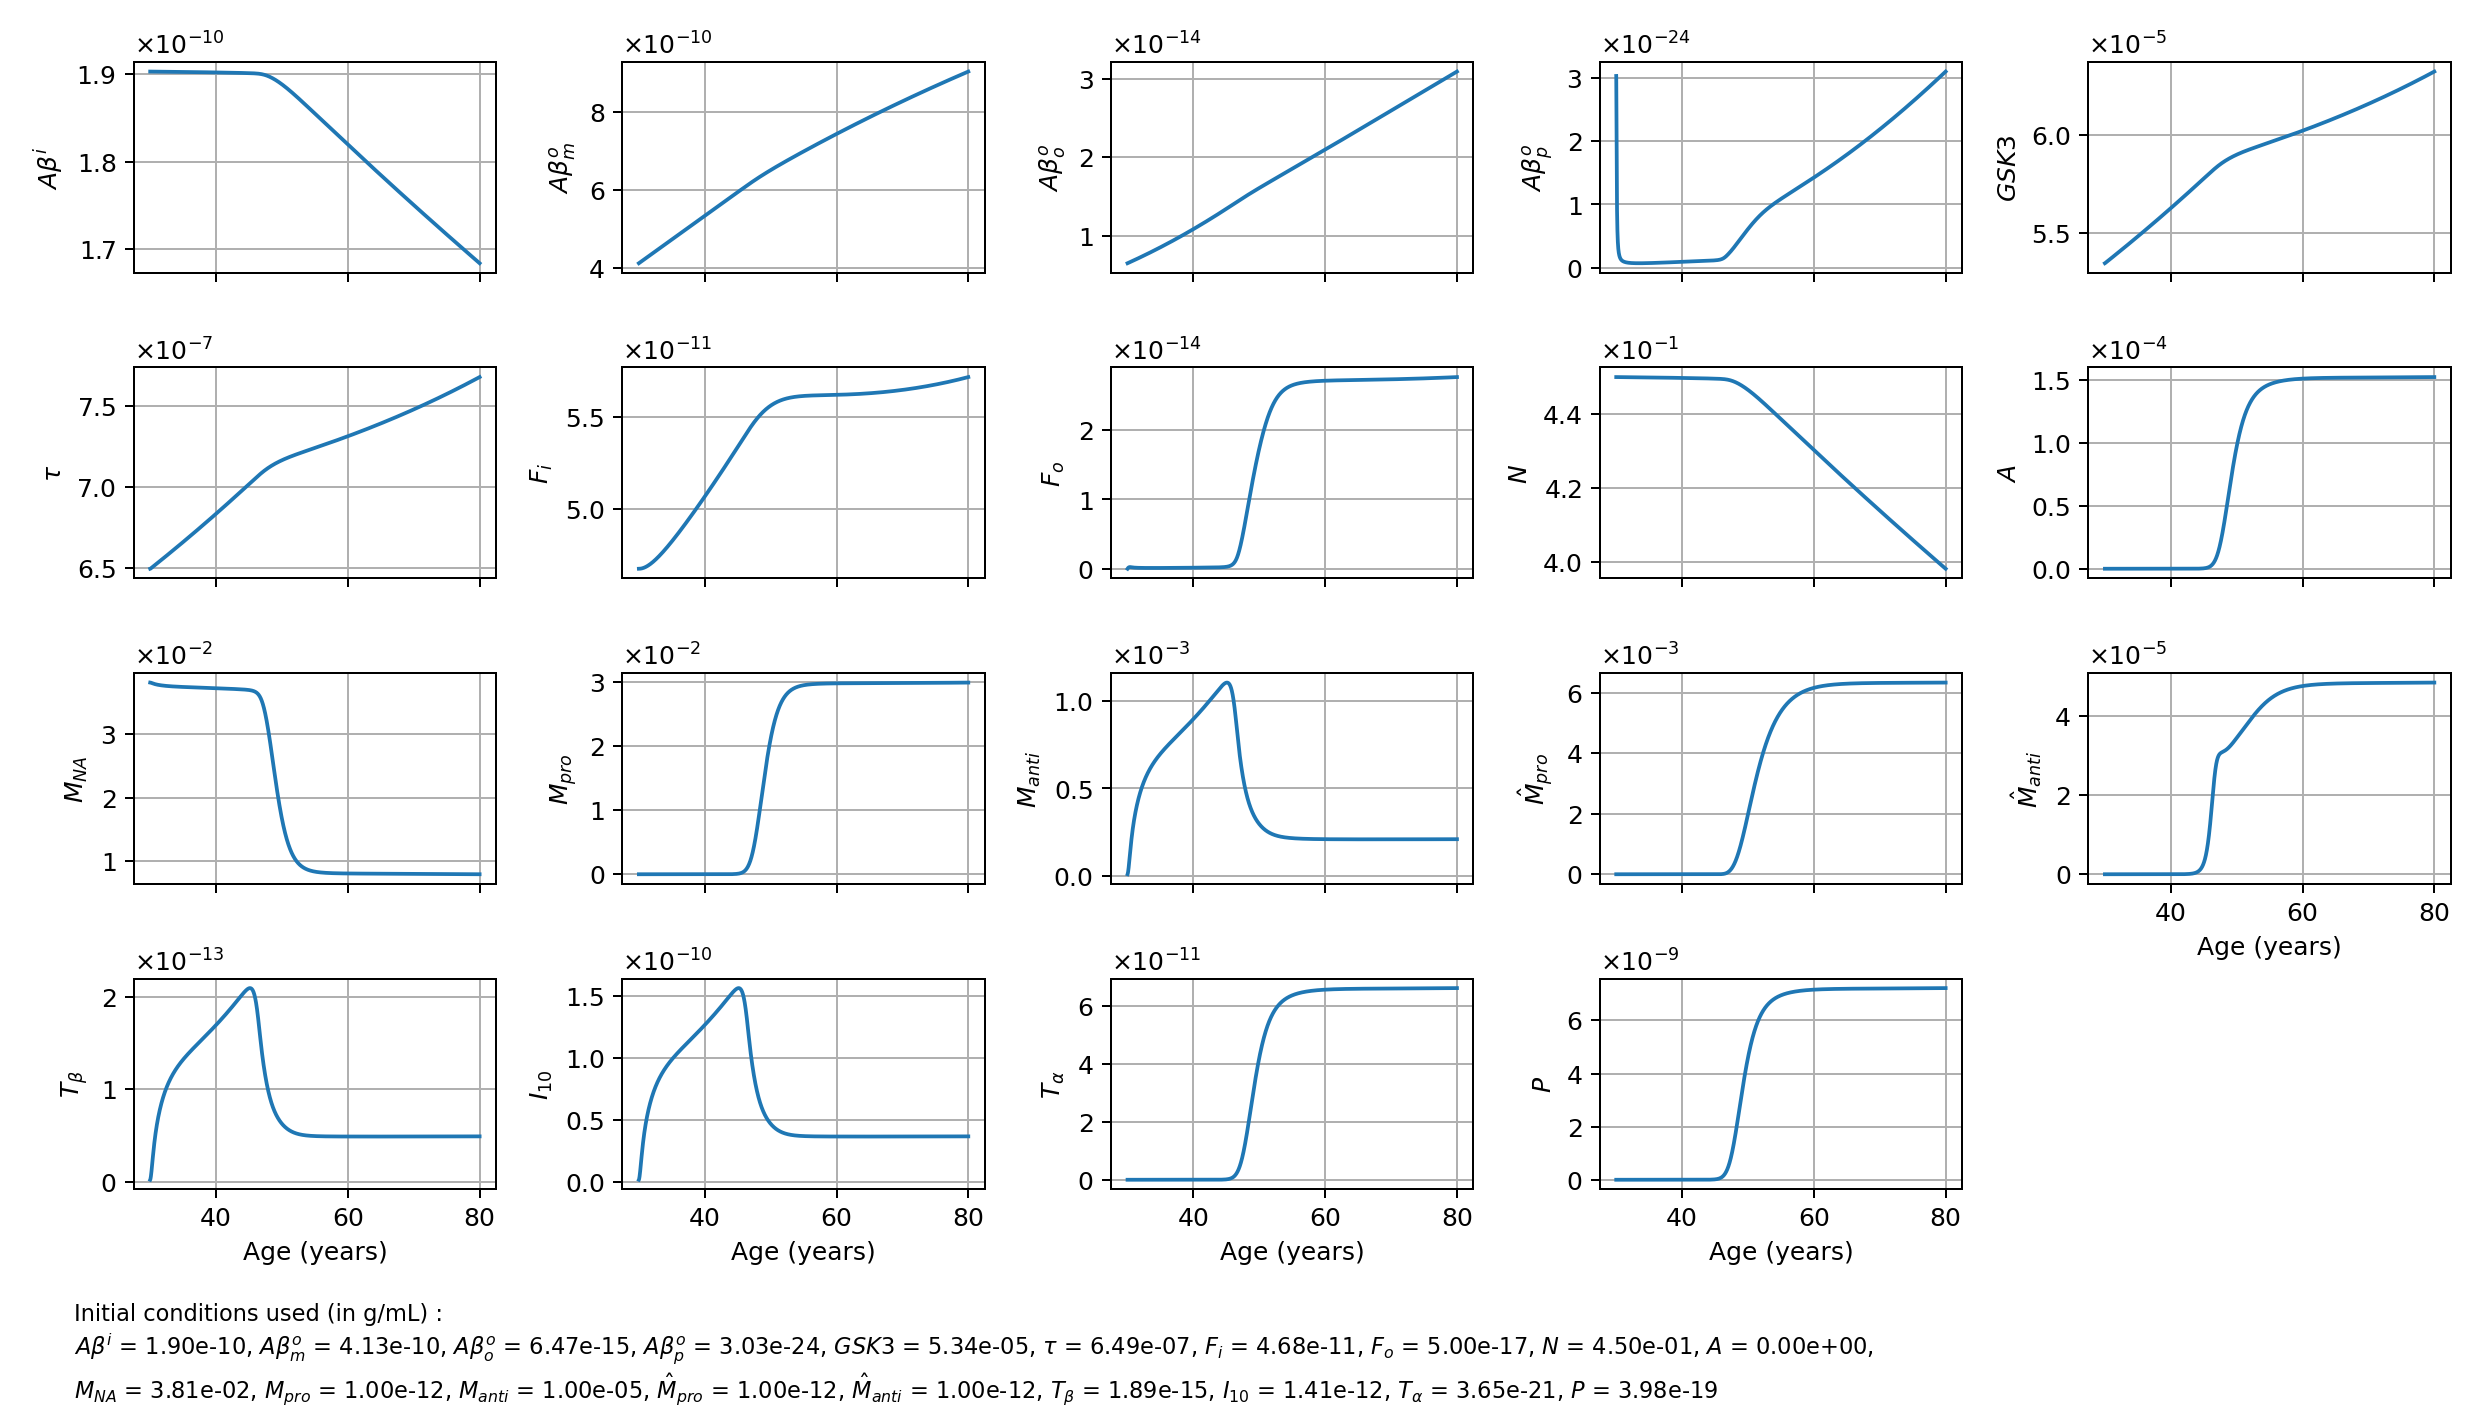 ×10⁻¹⁰ ×10⁻¹⁰ ×10⁻¹⁴ ×10⁻²⁴ ×10⁻⁵
Aβⁱ 1.9 1.8 1.7
Aβₘᵒ 8 6 4
Aβₒᵒ 3 2 1
Aβₚᵒ 3 2 1 0
GSK3 6.0 5.5
×10⁻⁷ ×10⁻¹¹ ×10⁻¹⁴ ×10⁻¹ ×10⁻⁴
τ 7.5 7.0 6.5
Fᵢ 5.5 5.0
Fₒ 2 1 0
N 4.4 4.2 4.0
A 1.5 1.0 0.5 0.0
×10⁻² ×10⁻² ×10⁻³ ×10⁻³ ×10⁻⁵
M_NA 3 2 1
M_pro 3 2 1 0
M_anti 1.0 0.5 0.0
M̂_pro 6 4 2 0
M̂_anti 4 2 0
40 60 80
Age (years)
×10⁻¹³ ×10⁻¹⁰ ×10⁻¹¹ ×10⁻⁹
T_β 2 1 0
I₁₀ 1.5 1.0 0.5 0.0
T_α 6 4 2 0
P 6 4 2 0
40 60 80 40 60 80 40 60 80 40 60 80
Age (years) Age (years) Age (years) Age (years)
Initial conditions used (in g/mL) :
Aβⁱ = 1.90e-10, Aβₘᵒ = 4.13e-10, Aβₒᵒ = 6.47e-15, Aβₚᵒ = 3.03e-24, GSK3 = 5.34e-05, τ = 6.49e-07, Fᵢ = 4.68e-11, Fₒ = 5.00e-17, N = 4.50e-01, A = 0.00e+00,
M_NA = 3.81e-02, M_pro = 1.00e-12, M_anti = 1.00e-05, M̂_pro = 1.00e-12, M̂_anti = 1.00e-12, T_β = 1.89e-15, I₁₀ = 1.41e-12, T_α = 3.65e-21, P = 3.98e-19